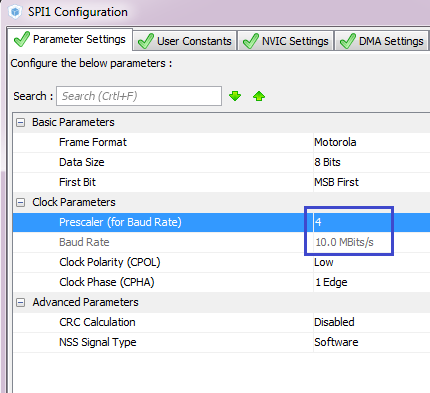 SPI1 Configuration
Parameter Settings User Constants NVIC Settings DMA Settings
Configure the below parameters :
Search : Search (Crtl+F)
Basic Parameters
Frame Format Motorola
Data Size 8 Bits
First Bit MSB First
Clock Parameters
Prescaler (for Baud Rate) 4
Baud Rate 10.0 MBits/s
Clock Polarity (CPOL) Low
Clock Phase (CPHA) 1 Edge
Advanced Parameters
CRC Calculation Disabled
NSS Signal Type Software